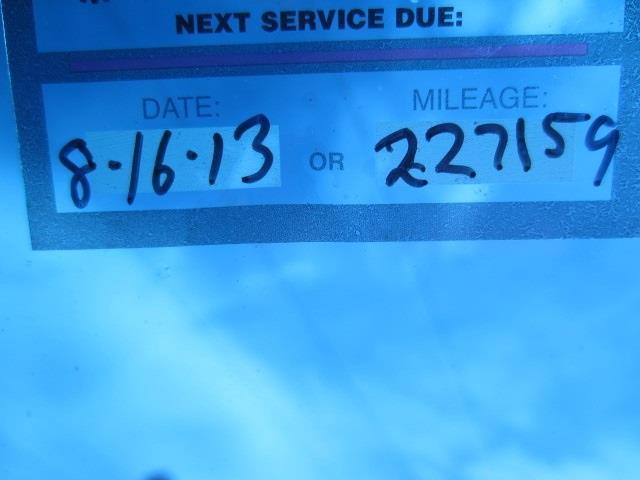 NEXT SERVICE DUE:
DATE: MILEAGE:
8-16-13 OR 227159